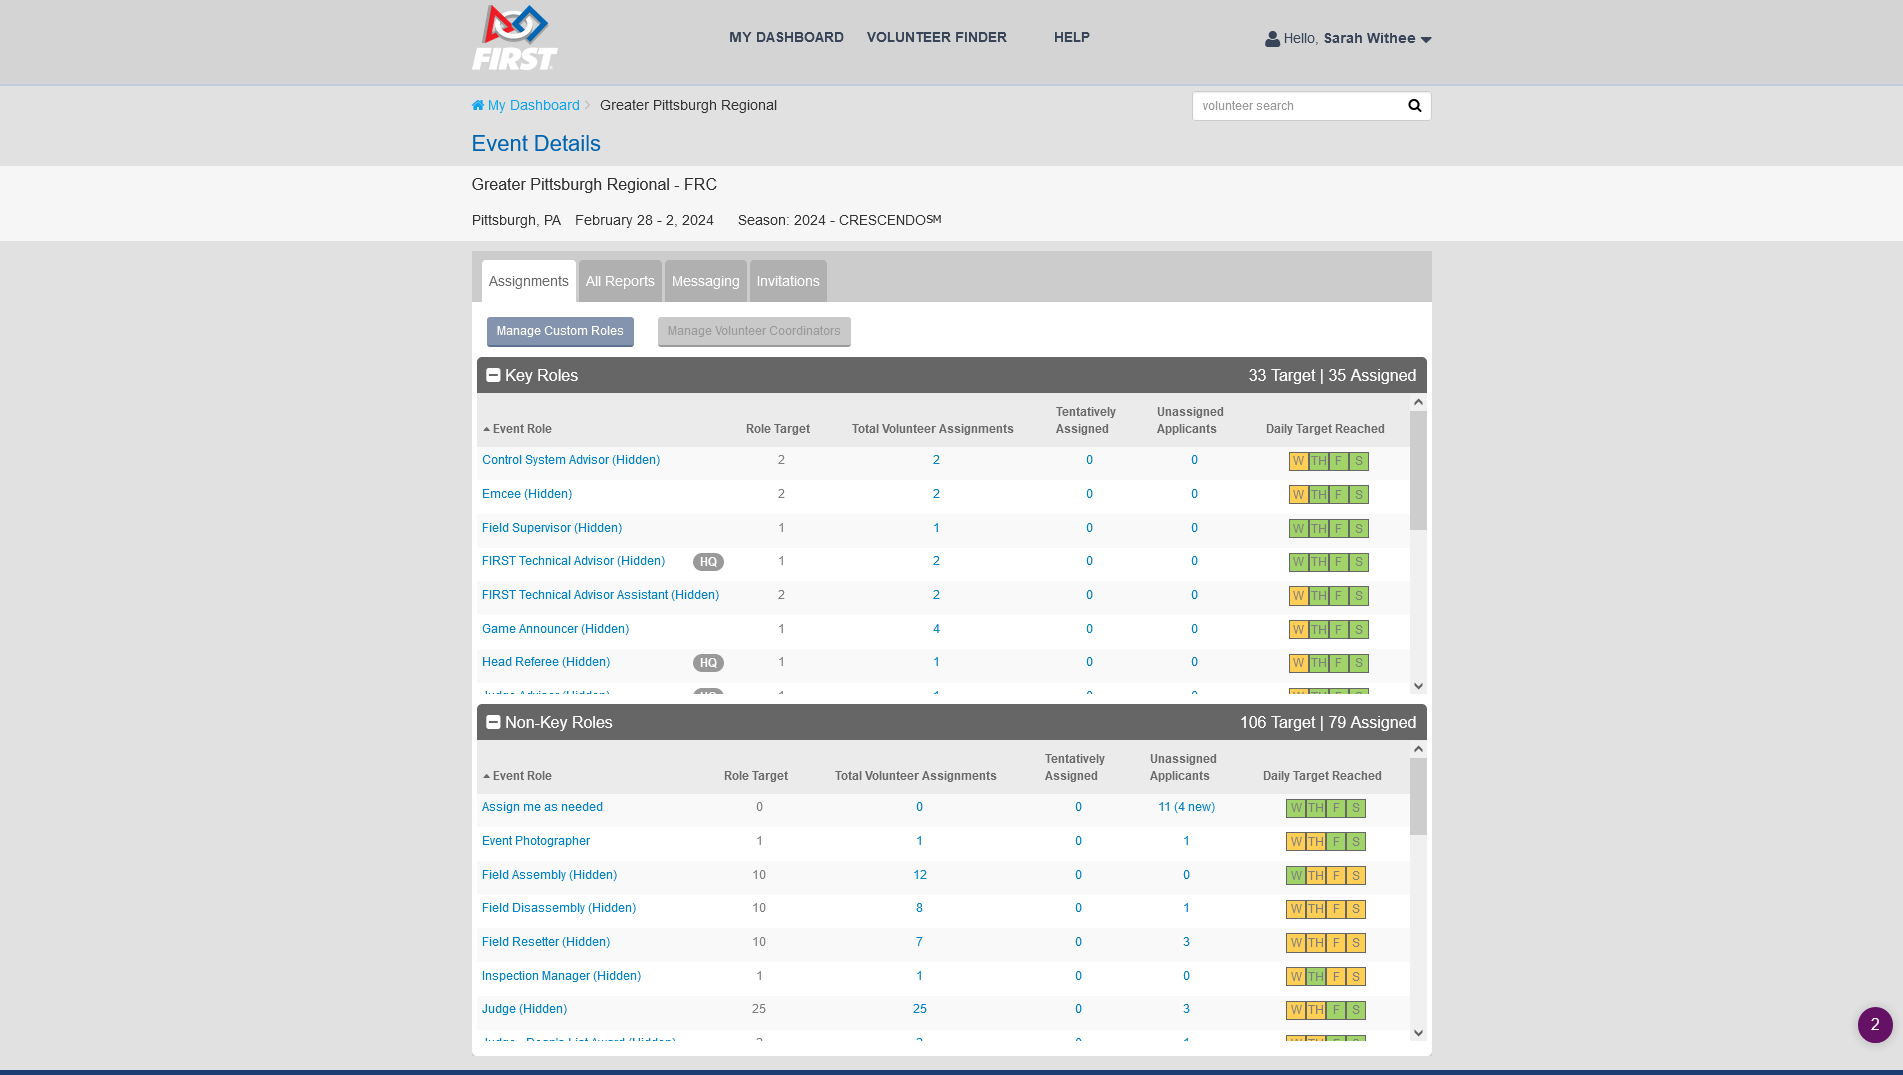 FIRST
MY DASHBOARD VOLUNTEER FINDER HELP Hello, Sarah Withee
My Dashboard Greater Pittsburgh Regional volunteer search
Event Details
Greater Pittsburgh Regional - FRC
Pittsburgh, PA February 28 - 2, 2024 Season: 2024 - CRESCENDO℠
Assignments All Reports Messaging Invitations
Manage Custom Roles Manage Volunteer Coordinators
Key Roles 33 Target | 35 Assigned
Event Role Role Target Total Volunteer Assignments Tentatively Assigned Unassigned Applicants Daily Target Reached
Control System Advisor (Hidden) 2 2 0 0 W TH F S
Emcee (Hidden) 2 2 0 0 W TH F S
Field Supervisor (Hidden) 1 1 0 0 W TH F S
FIRST Technical Advisor (Hidden) HQ 1 2 0 0 W TH F S
FIRST Technical Advisor Assistant (Hidden) 2 2 0 0 W TH F S
Game Announcer (Hidden) 1 4 0 0 W TH F S
Head Referee (Hidden) HQ 1 1 0 0 W TH F S
Non-Key Roles 106 Target | 79 Assigned
Event Role Role Target Total Volunteer Assignments Tentatively Assigned Unassigned Applicants Daily Target Reached
Assign me as needed 0 0 0 11 (4 new) W TH F S
Event Photographer 1 1 0 1 W TH F S
Field Assembly (Hidden) 10 12 0 0 W TH F S
Field Disassembly (Hidden) 10 8 0 1 W TH F S
Field Resetter (Hidden) 10 7 0 3 W TH F S
Inspection Manager (Hidden) 1 1 0 0 W TH F S
Judge (Hidden) 25 25 0 3 W TH F S
2